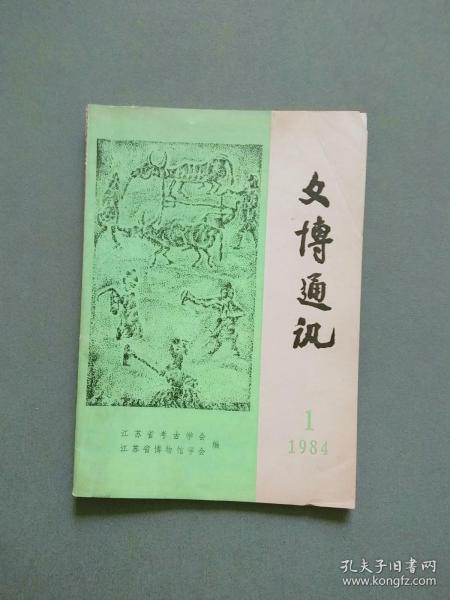 文博通讯
1
1984
江苏省考古学会
江苏省博物馆学会
编
孔夫子旧书网
www.kongfz.com